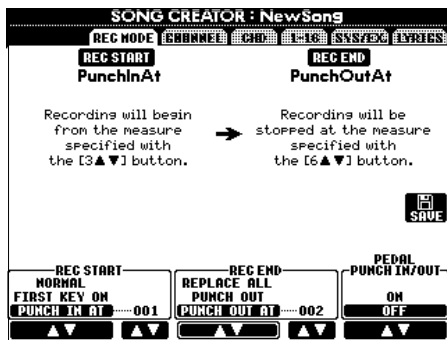 SONG CREATOR : NewSong
REC MODE CHANNEL CHD 1-16 SYS/EX. LYRICS
REC START REC END
PunchInAt PunchOutAt
Recording will begin
from the measure
specified with
the [3▲▼] button.
Recording will be
stopped at the measure
specified with
the [6▲▼] button.
SAVE
REC START
NORMAL
FIRST KEY ON
PUNCH IN AT 001
REC END
REPLACE ALL
PUNCH OUT
PUNCH OUT AT 002
PEDAL
PUNCH IN/OUT
ON
OFF